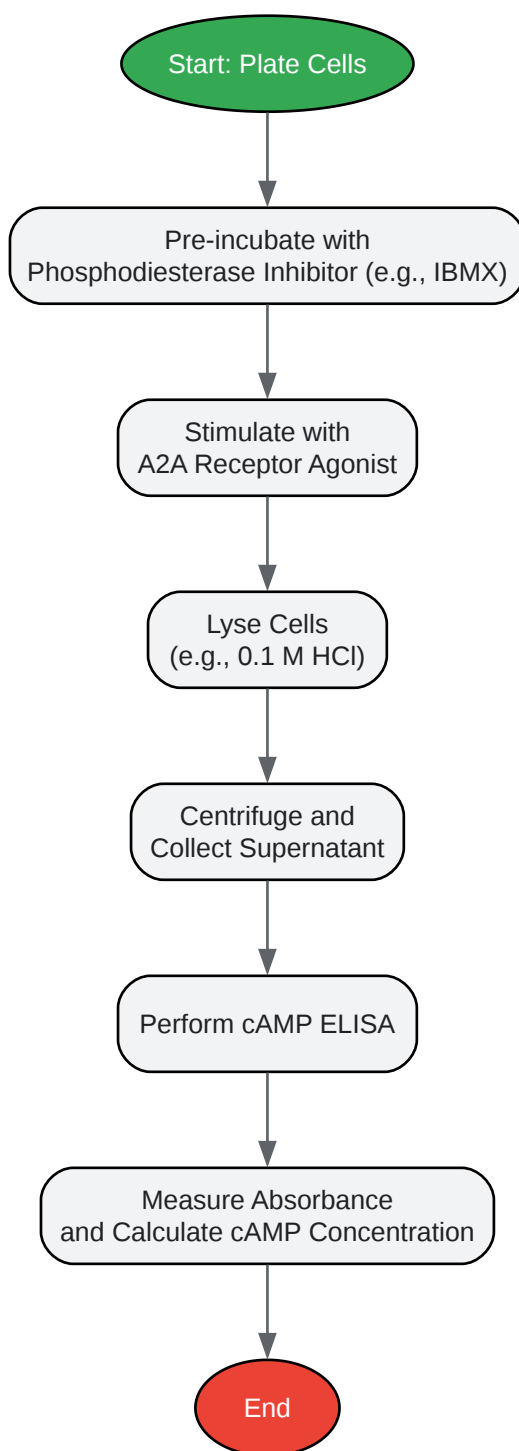 Start: Plate Cells
Pre-incubate with
Phosphodiesterase Inhibitor (e.g., IBMX)
Stimulate with
A2A Receptor Agonist
Lyse Cells
(e.g., 0.1 M HCl)
Centrifuge and
Collect Supernatant
Perform cAMP ELISA
Measure Absorbance
and Calculate cAMP Concentration
End